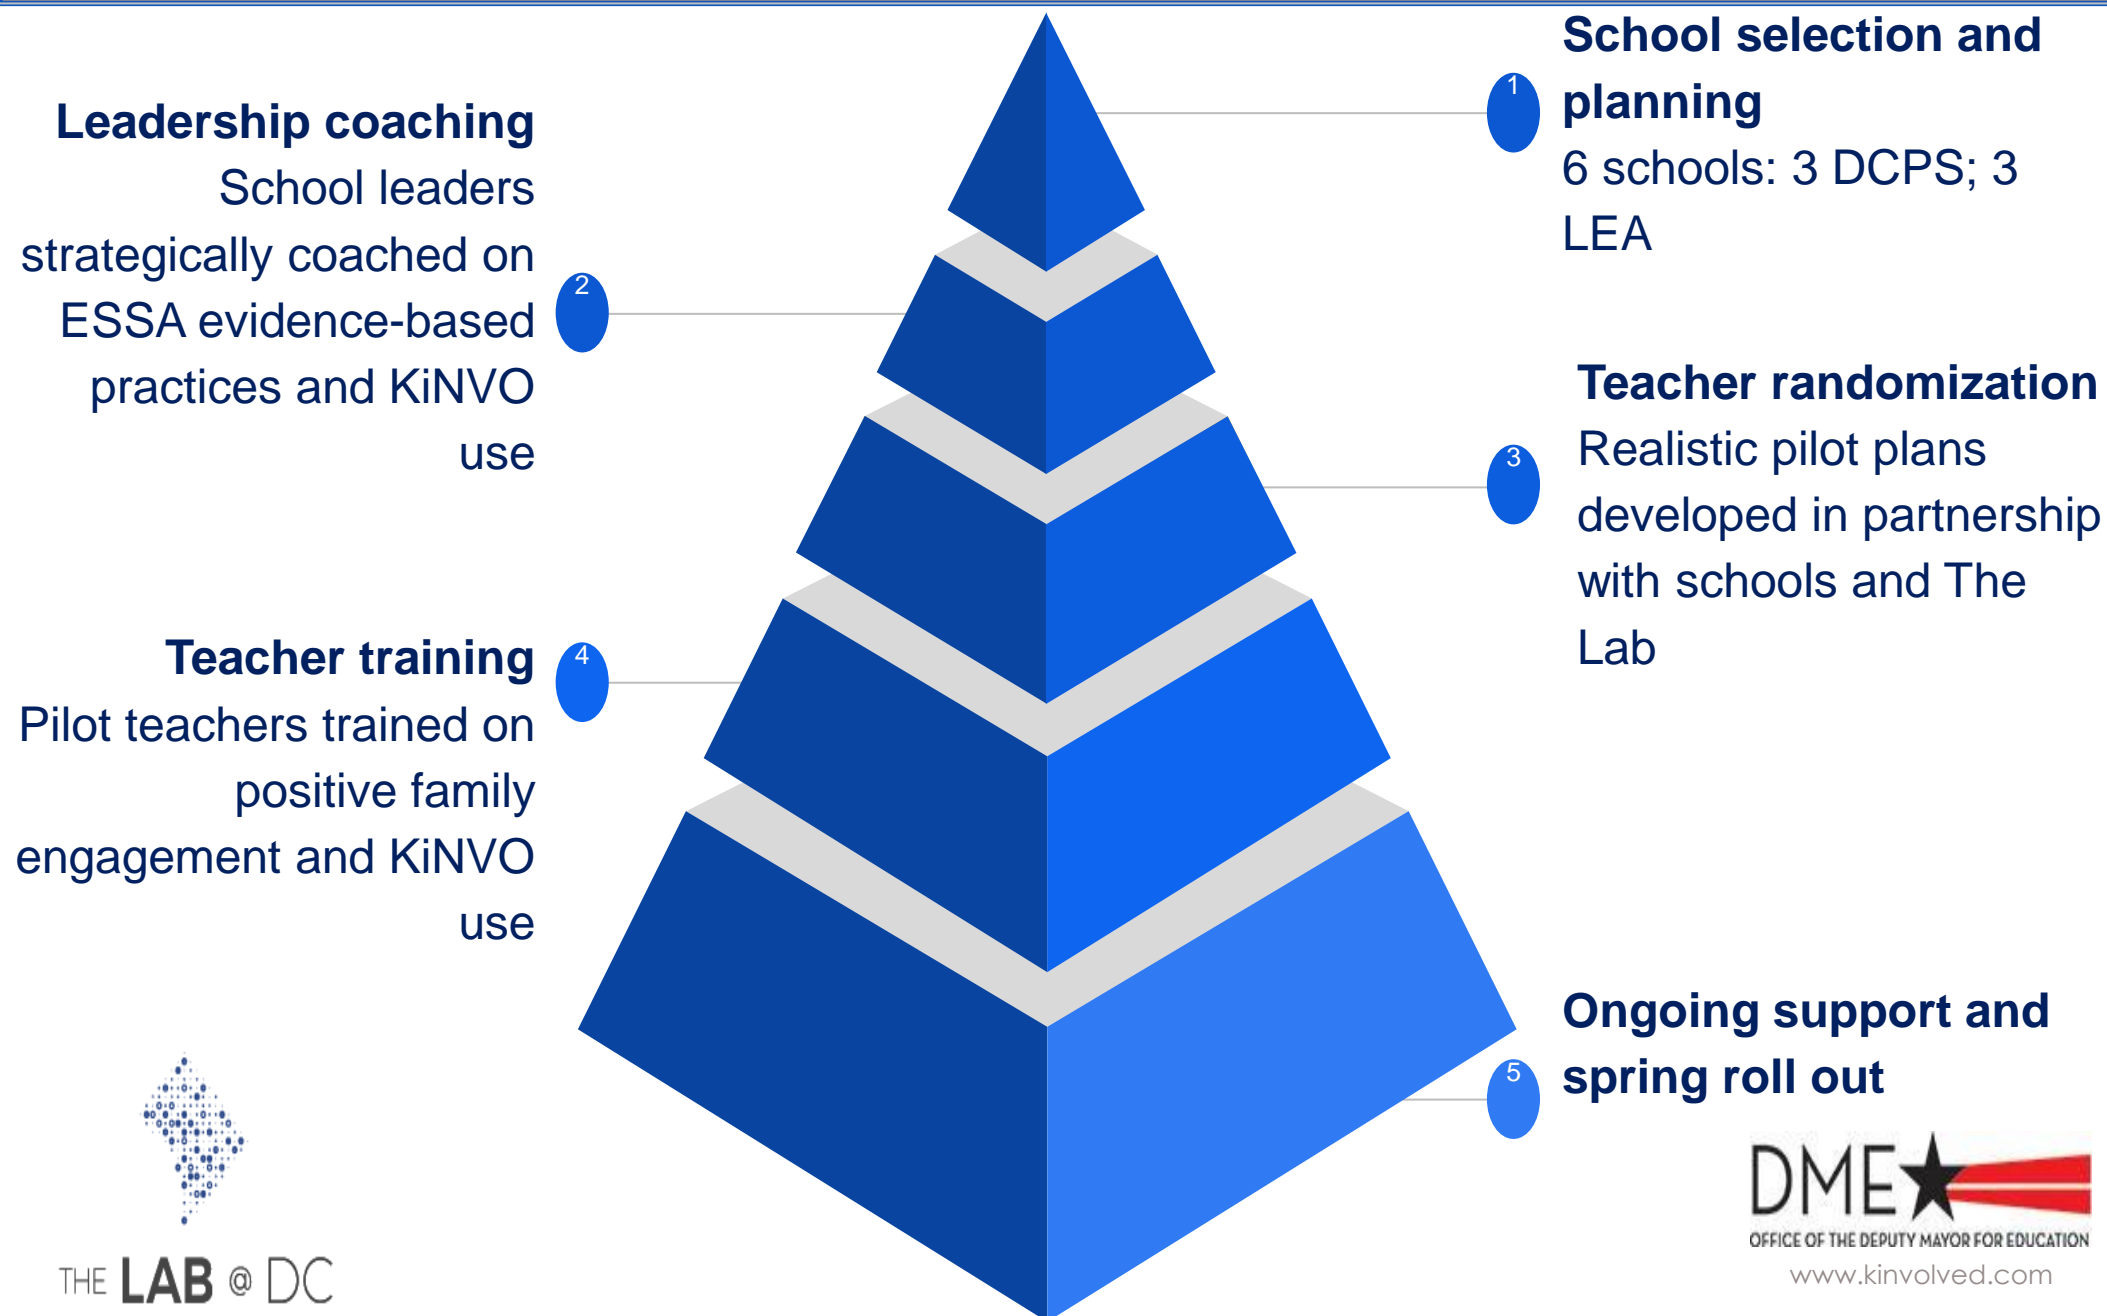 1
School selection and
planning
6 schools: 3 DCPS; 3
LEA
2
Leadership coaching
School leaders
strategically coached on
ESSA evidence-based
practices and KiNVO
use
3
Teacher randomization
Realistic pilot plans
developed in partnership
with schools and The
Lab
4
Teacher training
Pilot teachers trained on
positive family
engagement and KiNVO
use
5
Ongoing support and
spring roll out
THE LAB @ DC
DME
OFFICE OF THE DEPUTY MAYOR FOR EDUCATION
www.kinvolved.com